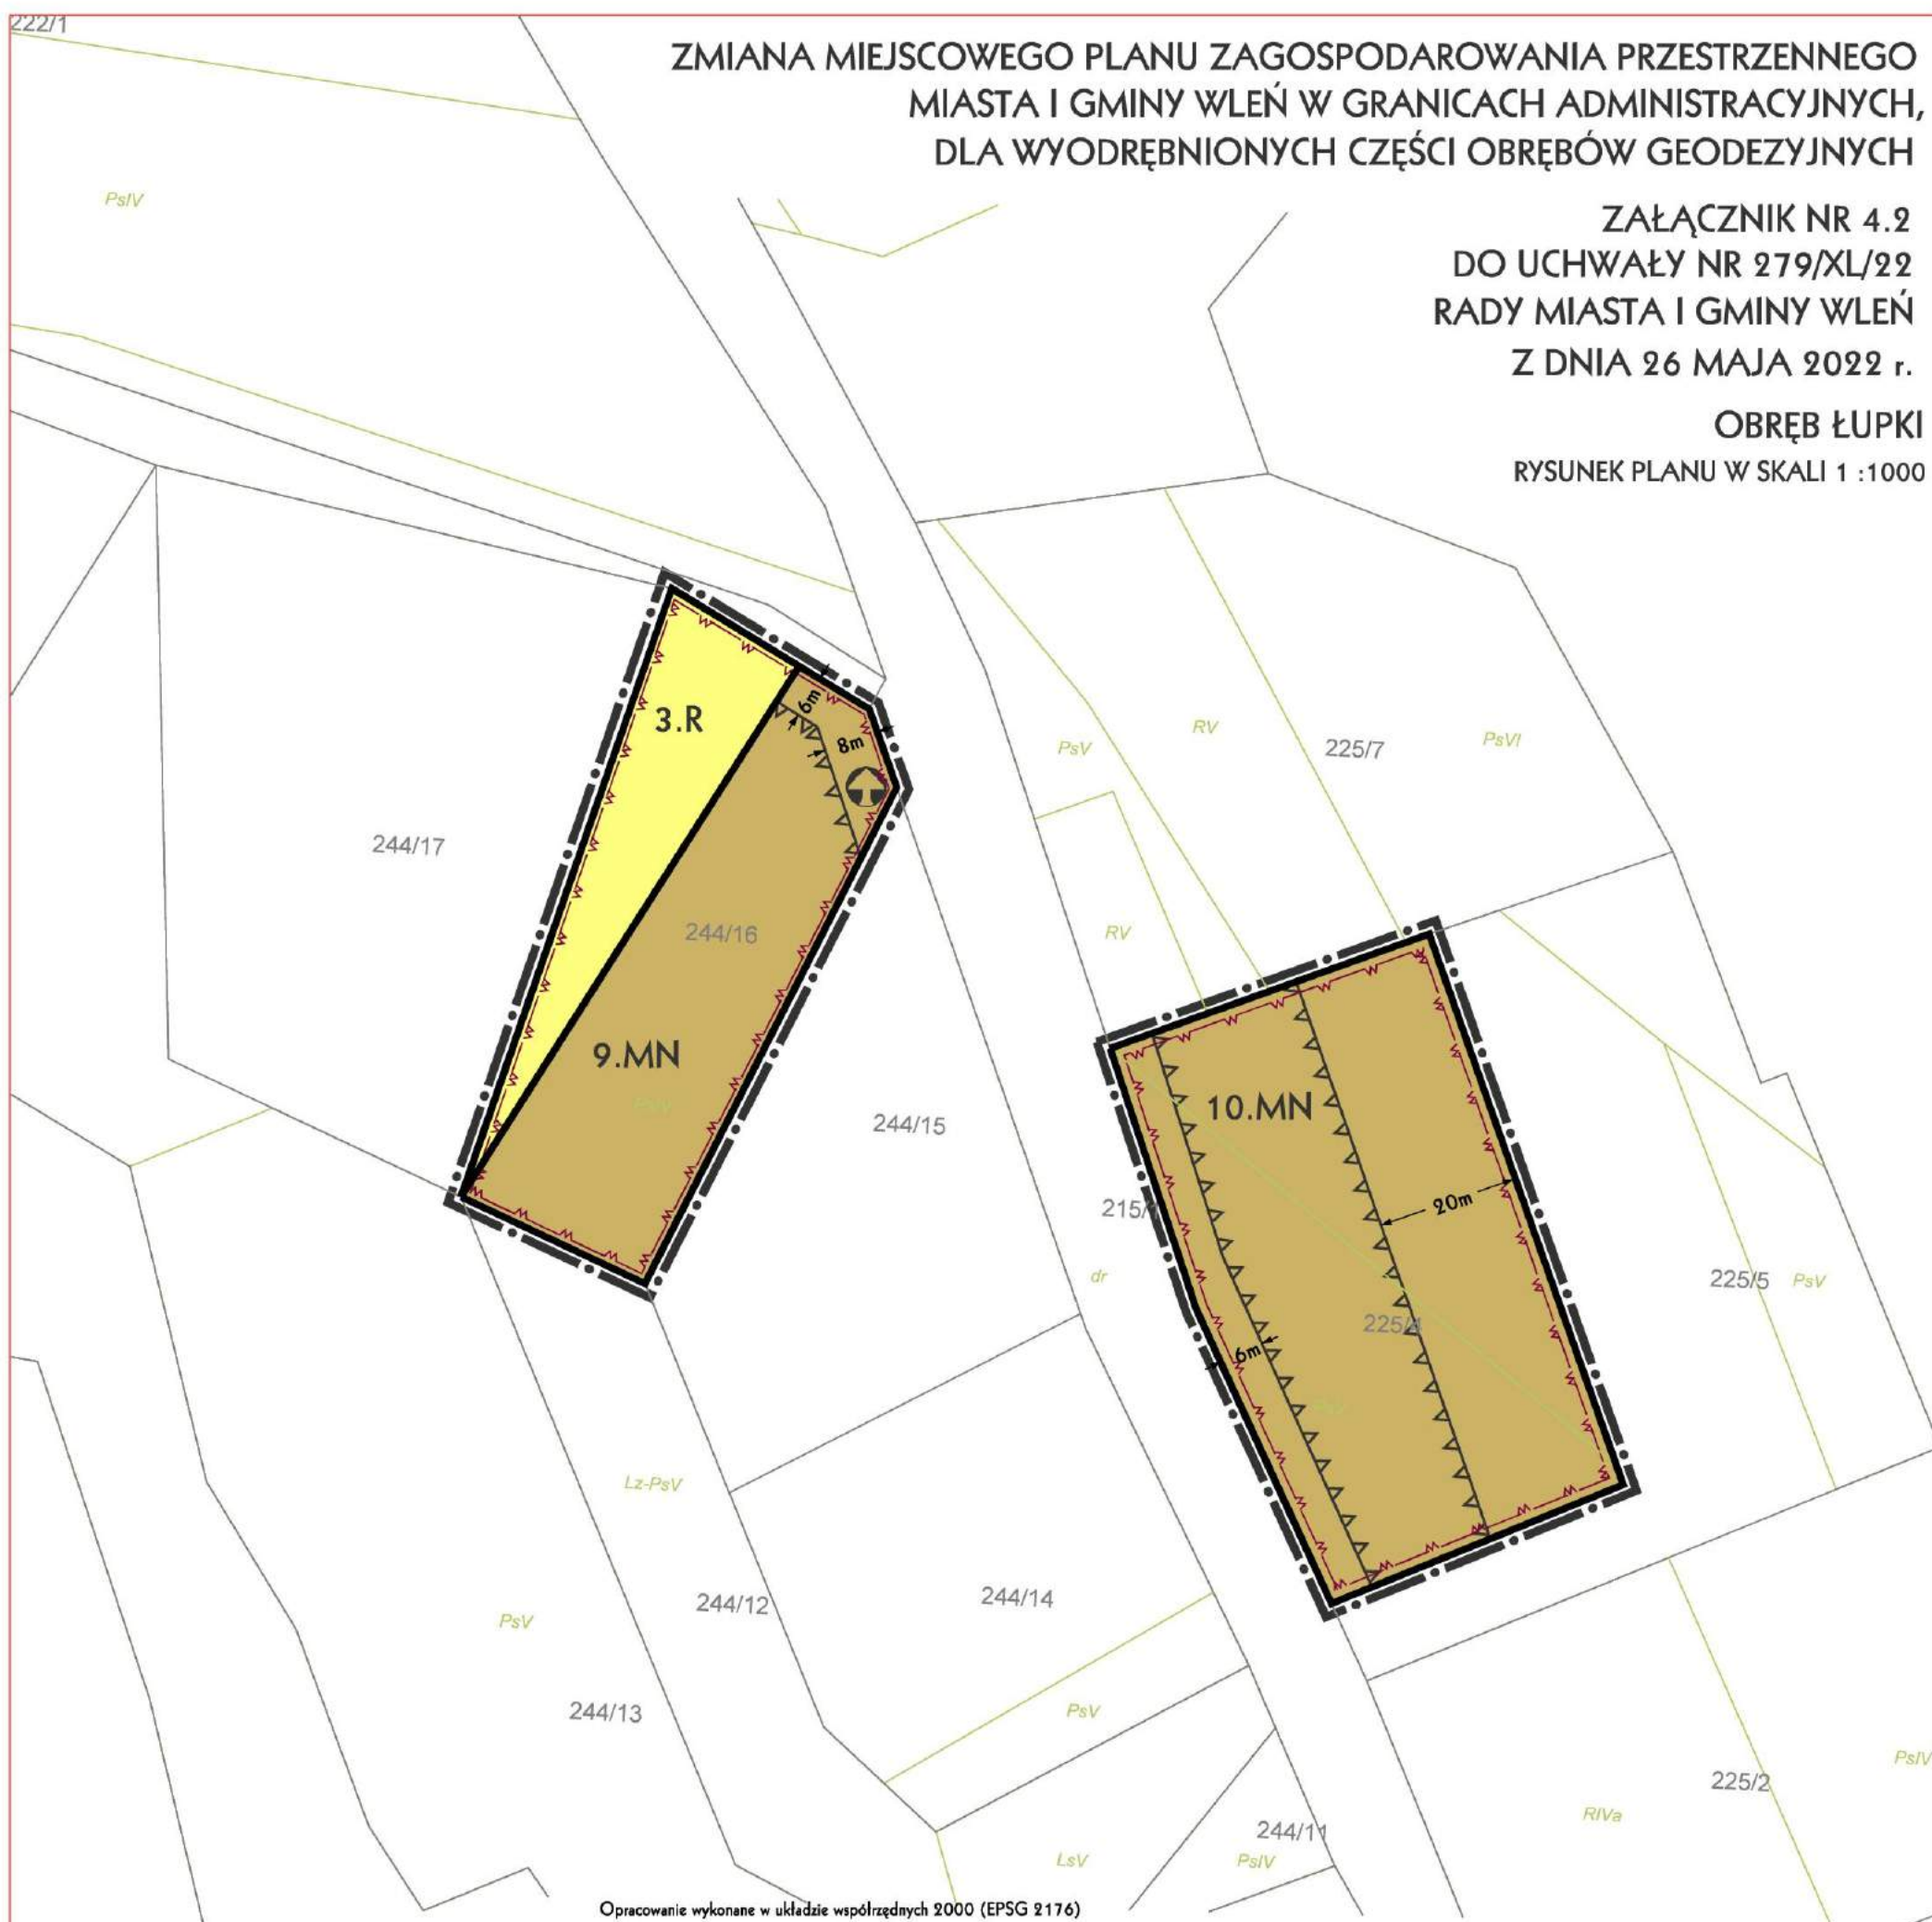 222/1
ZMIANA MIEJSCOWEGO PLANU ZAGOSPODAROWANIA PRZESTRZENNEGO
MIASTA I GMINY WLEŃ W GRANICACH ADMINISTRACYJNYCH,
DLA WYODRĘBNIONYCH CZĘŚCI OBRĘBÓW GEODEZYJNYCH
PsIV
ZAŁĄCZNIK NR 4.2
DO UCHWAŁY NR 279/XL/22
RADY MIASTA I GMINY WLEŃ
Z DNIA 26 MAJA 2022 r.
OBRĘB ŁUPKI
RYSUNEK PLANU W SKALI 1 :1000
6m
3.R
8m
PsV
RV
225/7
PsVI
244/17
244/16
RV
9.MN
10.MN
244/15
20m
215/1
dr
225/5
PsV
225/4
6m
Lz-PsV
244/12
244/14
PsV
244/13
PsV
PsIV
225/2
RIVa
244/11
LsV
PsIV
Opracowanie wykonane w układzie współrzędnych 2000 (EPSG 2176)